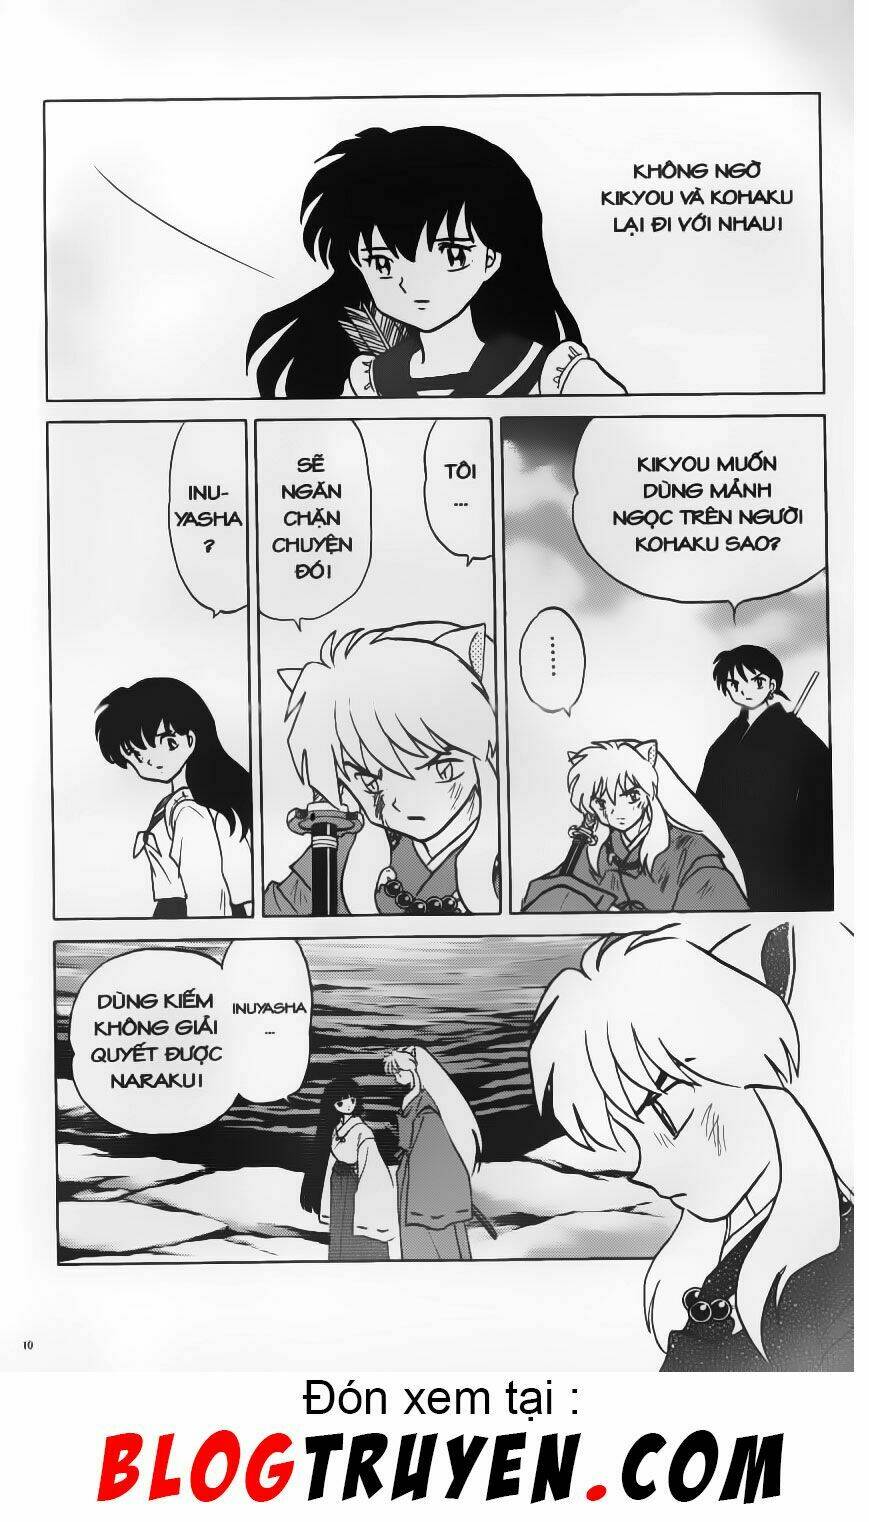 KHÔNG NGỜ
KIKYOU VÀ KOHAKU
LẠI ĐI VỚI NHAU!
KIKYOU MUỐN
DÙNG MẢNH
NGỌC TRÊN NGƯỜI
KOHAKU SAO?
......
TÔI
...
SẼ
NGĂN
CHẶN
CHUYỆN
ĐÓ!
INU-
YASHA
?
INUYASHA
...
DÙNG KIẾM
KHÔNG GIẢI
QUYẾT ĐƯỢC
NARAKU!
10
Đón xem tại :
BLOGTRUYEN.COM